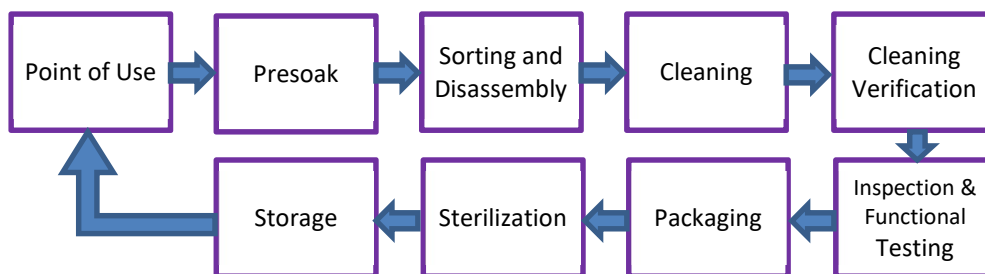 Point of Use
Presoak
Sorting and
Disassembly
Cleaning
Cleaning
Verification
Inspection &
Functional
Testing
Packaging
Sterilization
Storage